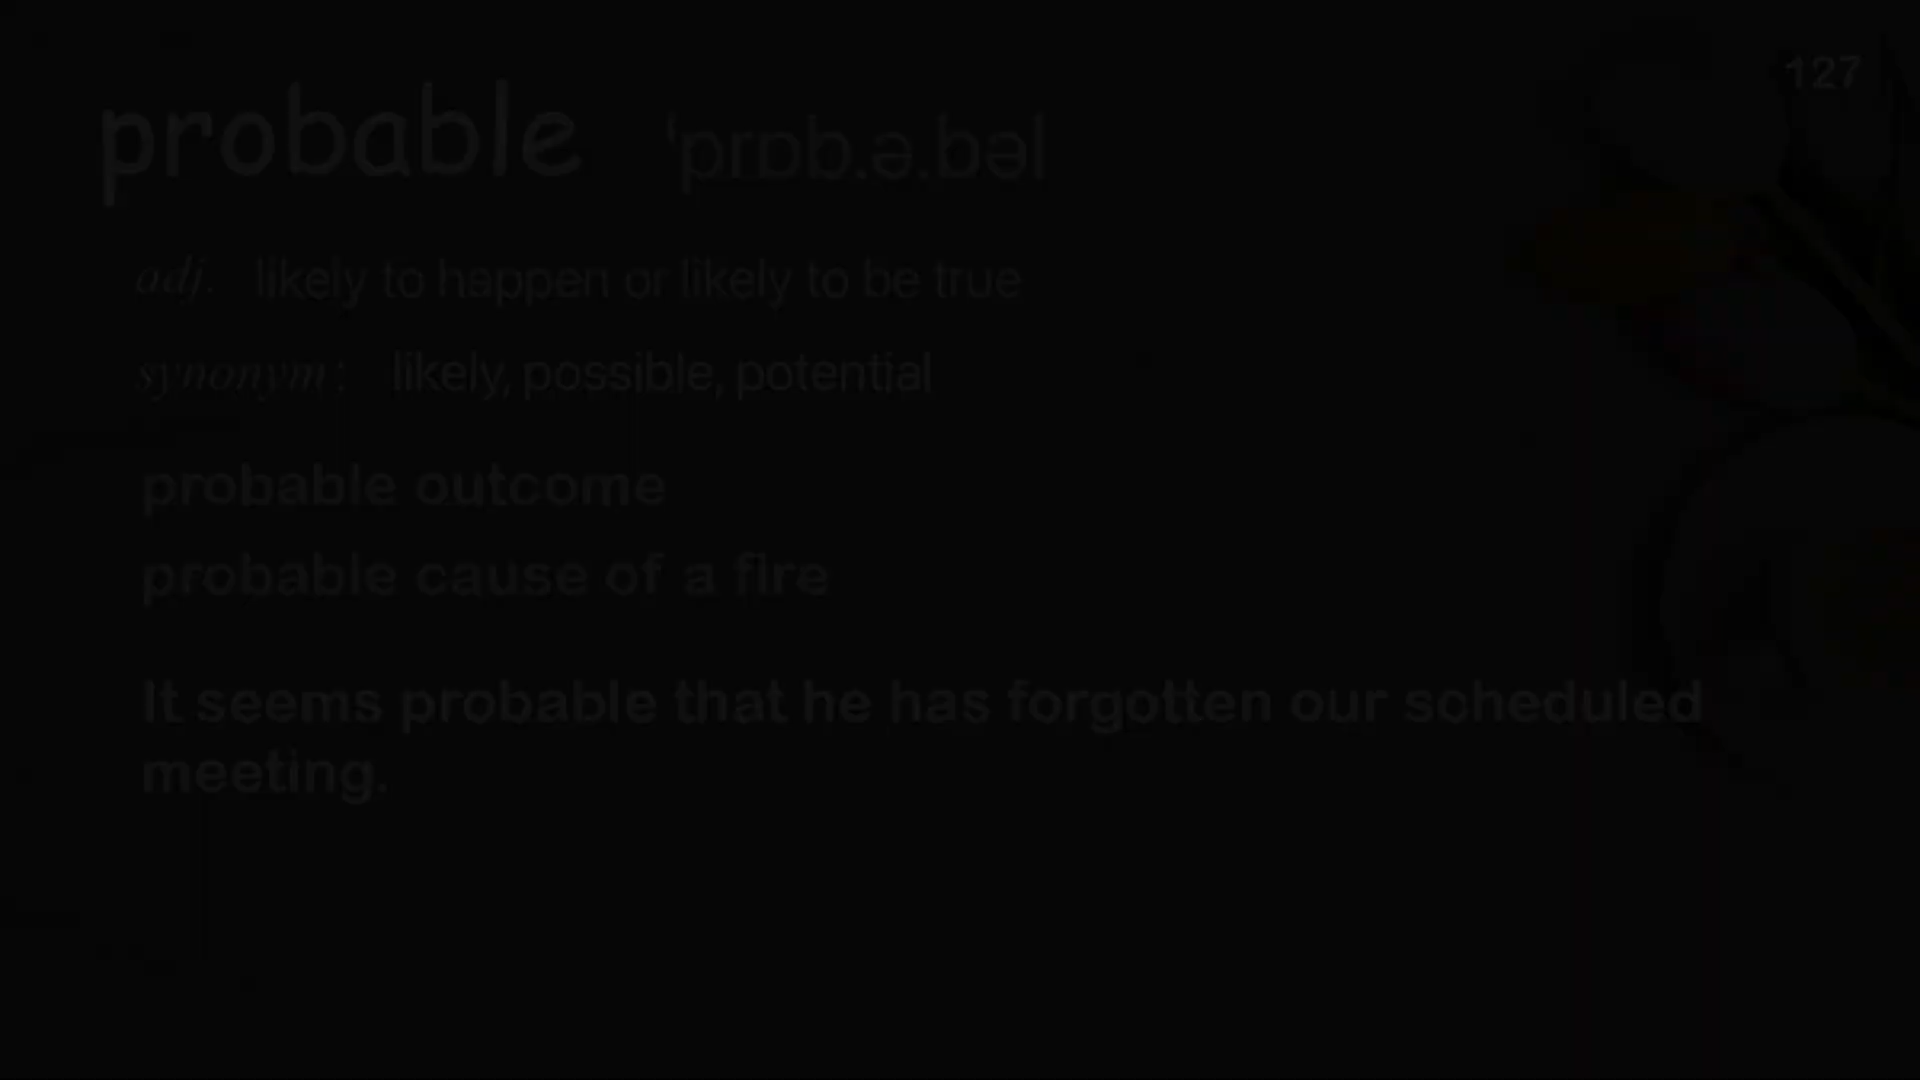 127
probable 'prɒb.ə.bəl
adj. likely to happen or likely to be true
synonym: likely, possible, potential
probable outcome
probable cause of a fire
It seems probable that he has forgotten our scheduled
meeting.